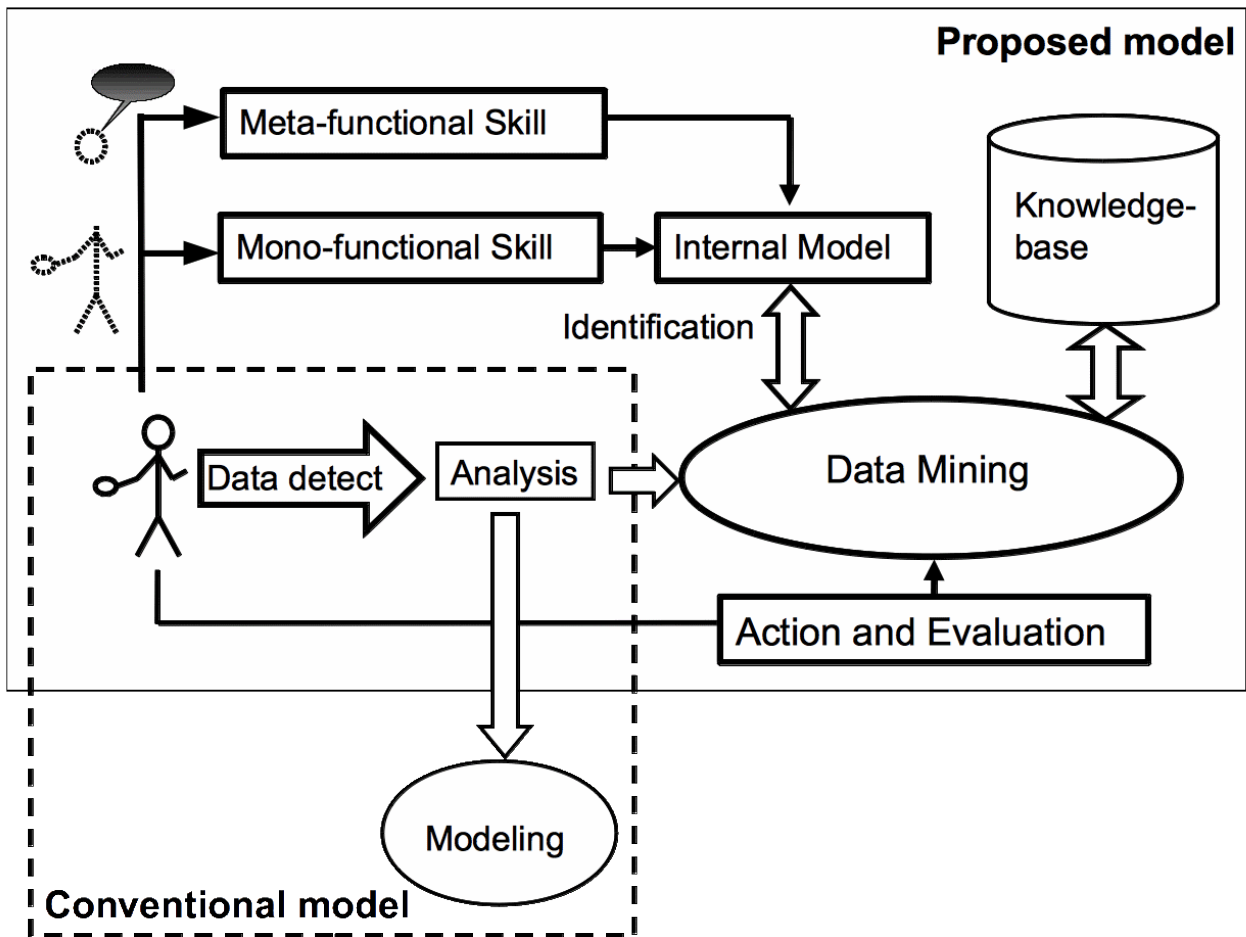 Proposed model
Meta-functional Skill
Knowledge-
base
Mono-functional Skill
Internal Model
Identification
Data detect
Analysis
Data Mining
Action and Evaluation
Modeling
Conventional model